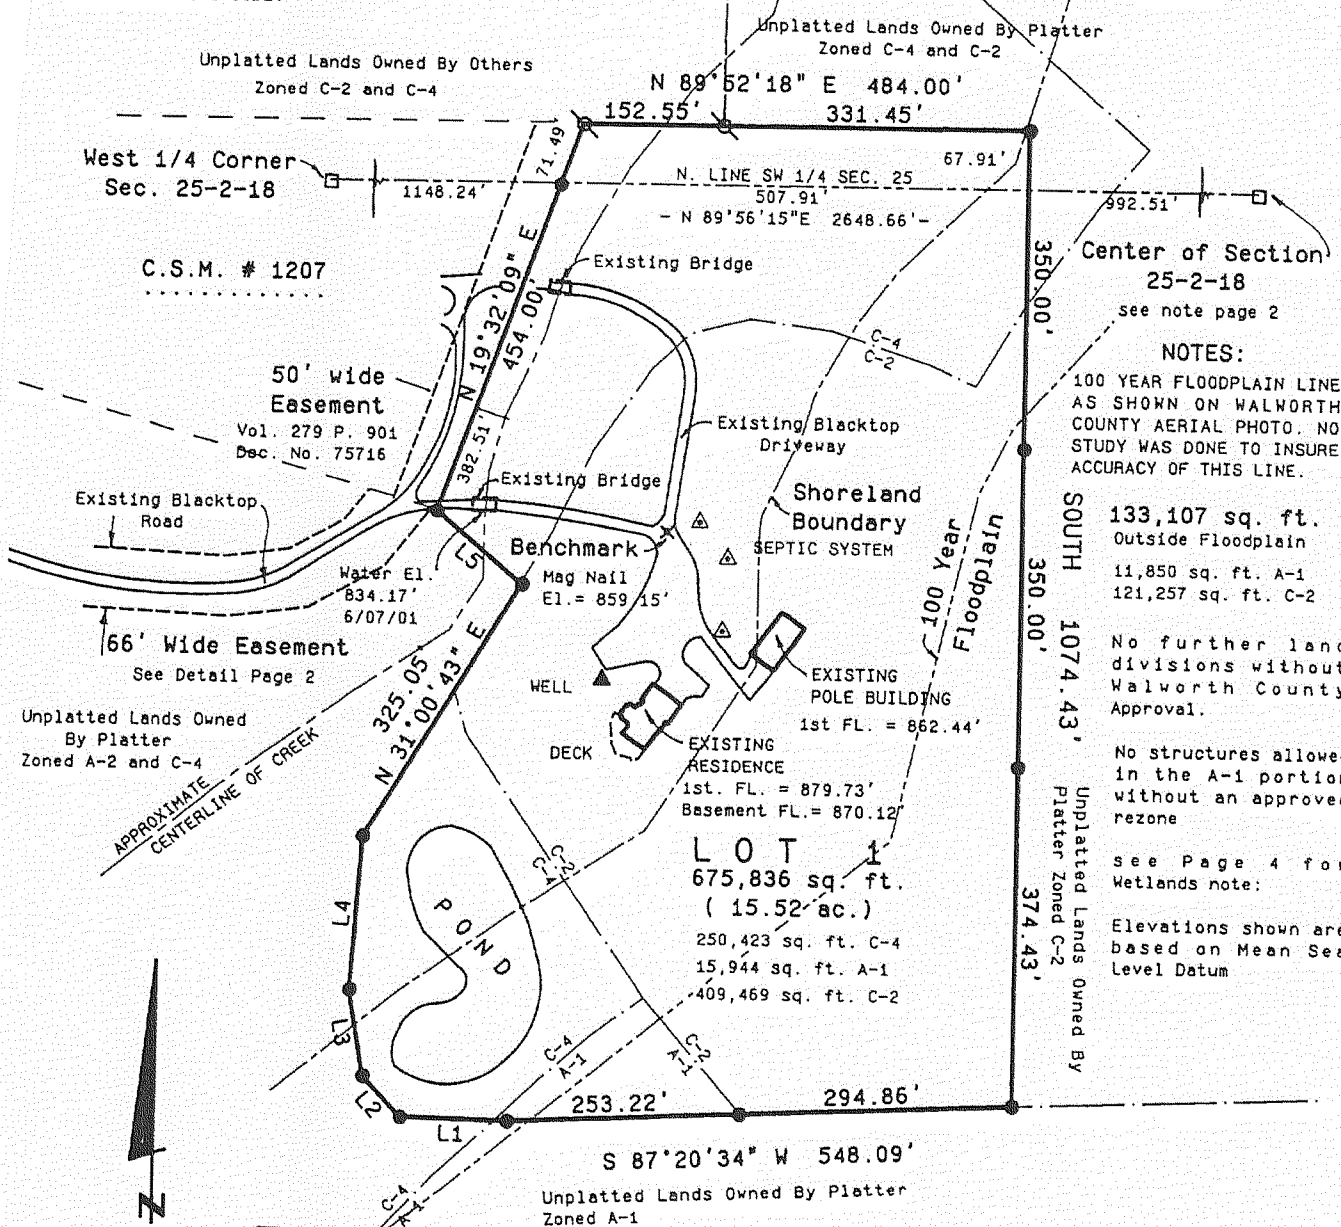 Unplatted Lands Owned By Platter
Zoned C-4 and C-2
Unplatted Lands Owned By Others
Zoned C-2 and C-4
N 89°52'18" E 484.00'
152.55'
331.45'
71.49
67.91'
West 1/4 Corner
Sec. 25-2-18
1148.24'
N. LINE SW 1/4 SEC. 25
507.91'
- N 89°56'15"E 2648.66'-
992.51'
Center of Section
25-2-18
see note page 2
C.S.M. # 1207
Existing Bridge
N 19°32'09" E
454.00'
382.51'
350.00'
C-4
C-2
NOTES:
100 YEAR FLOODPLAIN LINE
AS SHOWN ON WALWORTH
COUNTY AERIAL PHOTO. NO
STUDY WAS DONE TO INSURE
ACCURACY OF THIS LINE.
50' wide
Easement
Vol. 279 P. 901
Doc. No. 75716
Existing Blacktop
Driveway
Existing Bridge
Existing Blacktop
Road
Shoreland
Boundary
SEPTIC SYSTEM
100 Year
Floodplain
SOUTH 1074.43'
133,107 sq. ft.
Outside Floodplain
11,850 sq. ft. A-1
121,257 sq. ft. C-2
L5
Benchmark
Mag Nail
El.= 859.15'
Water El.
834.17'
6/07/01
350.00'
66' Wide Easement
See Detail Page 2
No further land
divisions without
Walworth County
Approval.
325.05'
N 31°00'43" E
WELL
EXISTING
POLE BUILDING
1st FL. = 862.44'
Unplatted Lands Owned
By Platter
Zoned A-2 and C-4
DECK
EXISTING
RESIDENCE
1st. FL. = 879.73'
Basement FL.= 870.12'
No structures allowed
in the A-1 portion
without an approved
rezone
APPROXIMATE
CENTERLINE OF CREEK
C-2
C-4
LOT 1
675,836 sq. ft.
( 15.52 ac.)
250,423 sq. ft. C-4
15,944 sq. ft. A-1
409,469 sq. ft. C-2
see Page 4 for
Wetlands note:
Elevations shown are
based on Mean Sea
Level Datum
Unplatted Lands Owned By
Platter Zoned C-2
374.43'
L4
POND
L3
C-4
A-1
C-2
A-1
L2
L1
253.22'
294.86'
S 87°20'34" W 548.09'
C-4
A-1
Unplatted Lands Owned By Platter
Zoned A-1
N